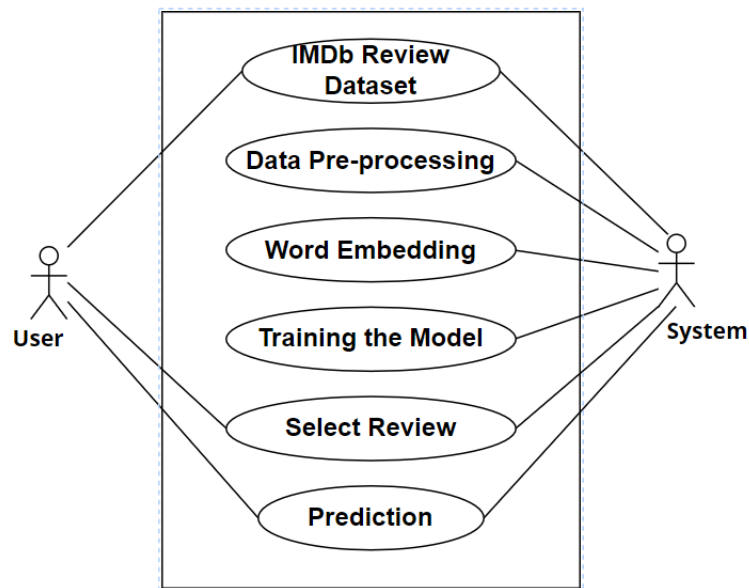 IMDb Review
Dataset
Data Pre-processing
Word Embedding
User
Training the Model
System
Select Review
Prediction